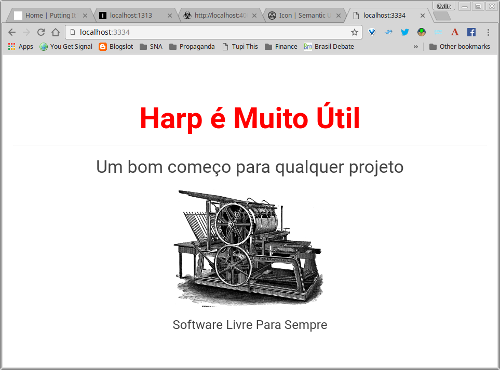 Home | Putting
localhost:1313
http://localhost:4
Icon | Semantic
localhost:3334
localhost:3334
Apps
You Get Signal
Blogslot
SNA
Propaganda
Tupi This
Finance
Brasil Debate
»
Other bookmarks
Harp é Muito Útil
Um bom começo para qualquer projeto
Software Livre Para Sempre